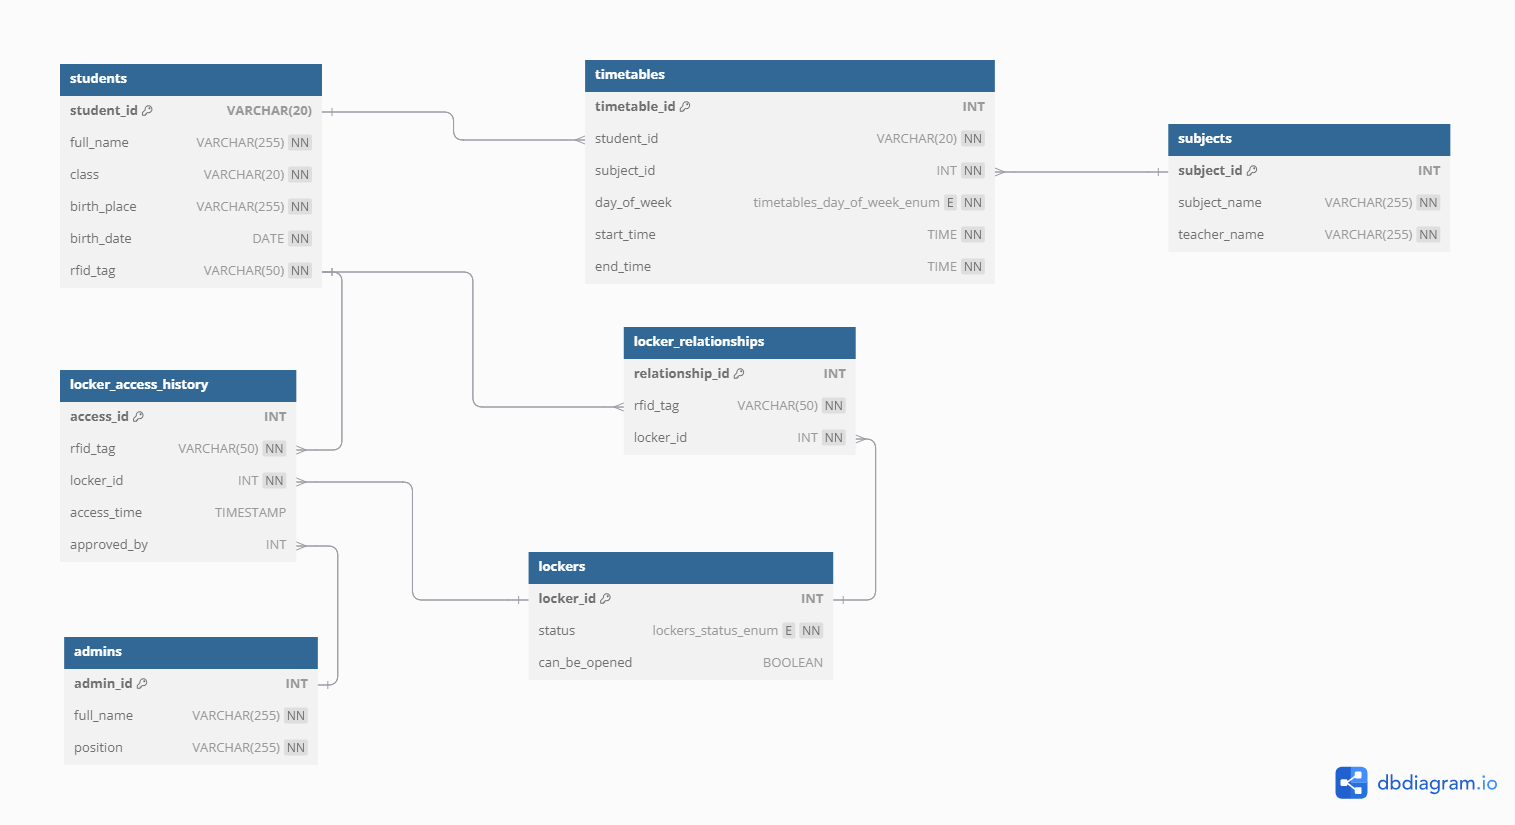 students
student_id VARCHAR(20)
full_name VARCHAR(255) NN
class VARCHAR(20) NN
birth_place VARCHAR(255) NN
birth_date DATE NN
rfid_tag VARCHAR(50) NN
timetables
timetable_id INT
student_id VARCHAR(20) NN
subject_id INT NN
day_of_week timetables_day_of_week_enum E NN
start_time TIME NN
end_time TIME NN
subjects
subject_id INT
subject_name VARCHAR(255) NN
teacher_name VARCHAR(255) NN
locker_relationships
relationship_id INT
rfid_tag VARCHAR(50) NN
locker_id INT NN
locker_access_history
access_id INT
rfid_tag VARCHAR(50) NN
locker_id INT NN
access_time TIMESTAMP
approved_by INT
lockers
locker_id INT
status lockers_status_enum E NN
can_be_opened BOOLEAN
admins
admin_id INT
full_name VARCHAR(255) NN
position VARCHAR(255) NN
dbdiagram.io